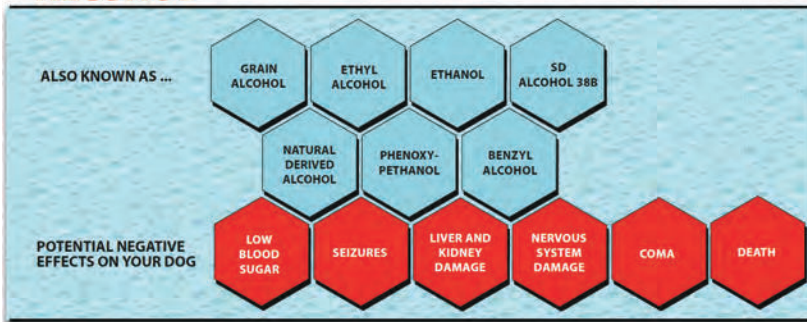 ALSO KNOWN AS ...
GRAIN
ALCOHOL
ETHYL
ALCOHOL
ETHANOL
SD
ALCOHOL 38B
NATURAL
DERIVED
ALCOHOL
PHENOXY-
PETHANOL
BENZYL
ALCOHOL
POTENTIAL NEGATIVE
EFFECTS ON YOUR DOG
LOW
BLOOD
SUGAR
SEIZURES
LIVER AND
KIDNEY
DAMAGE
NERVOUS
SYSTEM
DAMAGE
COMA
DEATH